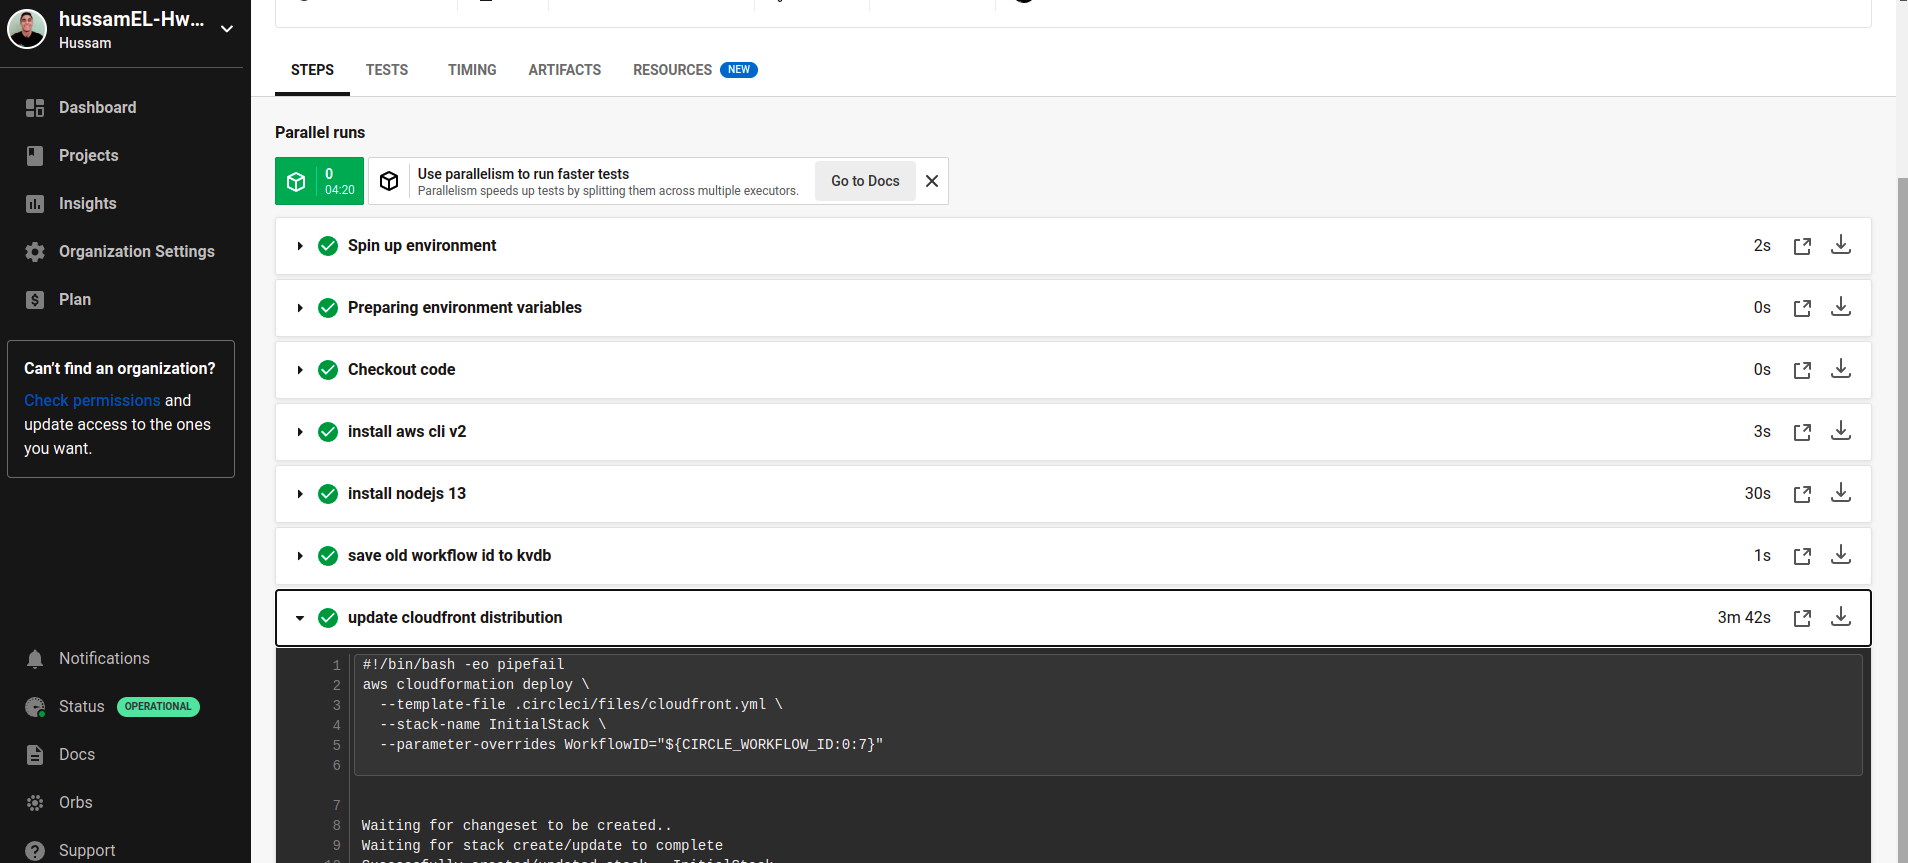 hussamEL-Hw...
Hussam
Dashboard
Projects
Insights
Organization Settings
Plan
Can't find an organization?
Check permissions and
update access to the ones
you want.
Notifications
Status OPERATIONAL
Docs
Orbs
Support
STEPS TESTS TIMING ARTIFACTS RESOURCES NEW
Parallel runs
0
04:20
Use parallelism to run faster tests
Parallelism speeds up tests by splitting them across multiple executors.
Go to Docs
Spin up environment 2s
Preparing environment variables 0s
Checkout code 0s
install aws cli v2 3s
install nodejs 13 30s
save old workflow id to kvdb 1s
update cloudfront distribution 3m 42s
1 #!/bin/bash -eo pipefail
2 aws cloudformation deploy \
3 --template-file .circleci/files/cloudfront.yml \
4 --stack-name InitialStack \
5 --parameter-overrides WorkflowID="${CIRCLE_WORKFLOW_ID:0:7}"
6
7
8 Waiting for changeset to be created..
9 Waiting for stack create/update to complete
10 Successfully created/updated stack - InitialStack